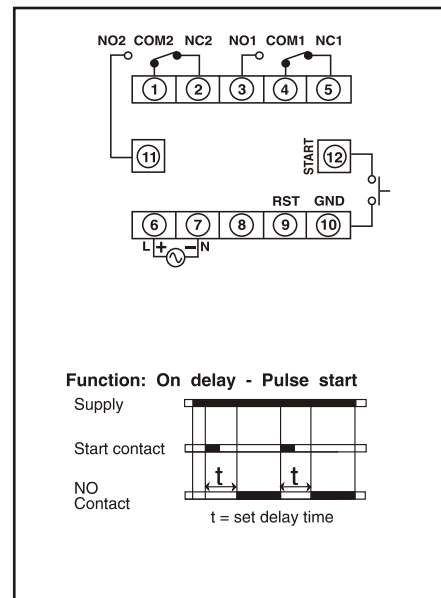 NO2 COM2 NC2 NO1 COM1 NC1
1 2 3 4 5
11 START 12
RST GND
6 7 8 9 10
L + − N
Function: On delay - Pulse start
Supply
Start contact
t t
NO
Contact
t = set delay time